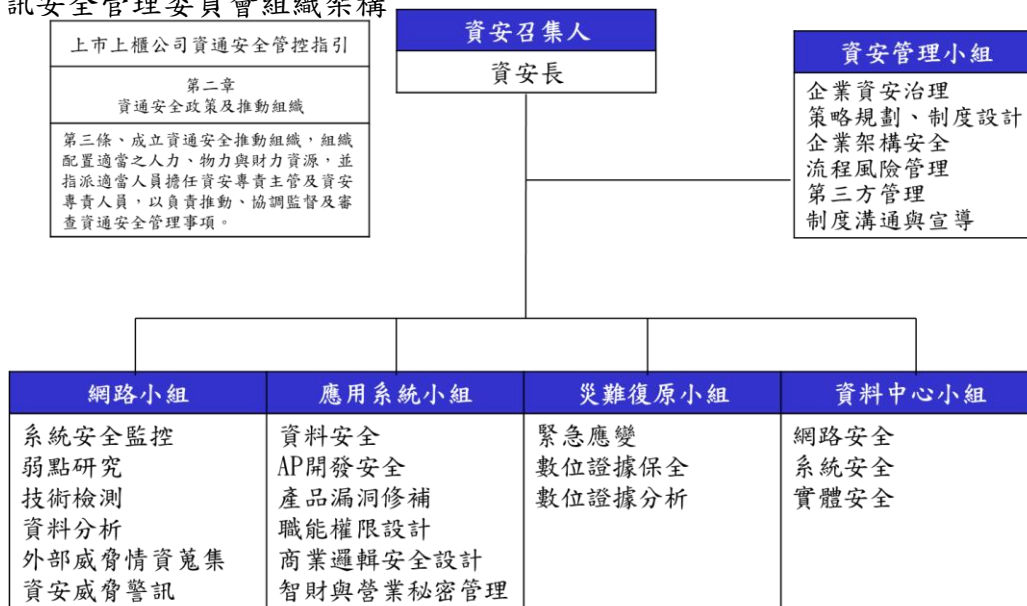 訊安全管理委員會組織架構
上市上櫃公司資通安全管控指引
第二章
資通安全政策及推動組織
第三條、成立資通安全推動組織，組織
配置適當之人力、物力與財力資源，並
指派適當人員擔任資安專責主管及資安
專責人員，以負責推動、協調監督及審
查資通安全管理事項。
資安召集人
資安長
資安管理小組
企業資安治理
策略規劃、制度設計
企業架構安全
流程風險管理
第三方管理
制度溝通與宣導
網路小組
系統安全監控
弱點研究
技術檢測
資料分析
外部威脅情資蒐集
資安威脅警訊
應用系統小組
資料安全
AP開發安全
產品漏洞修補
職能權限設計
商業邏輯安全設計
智財與營業秘密管理
災難復原小組
緊急應變
數位證據保全
數位證據分析
資料中心小組
網路安全
系統安全
實體安全